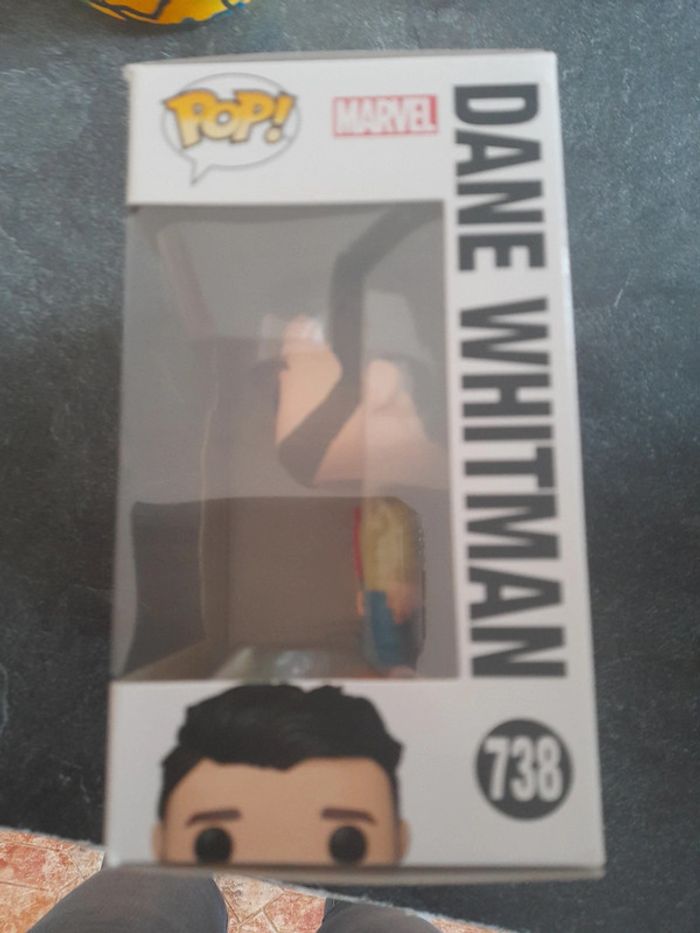 POP!
MARVEL
DANE WHITMAN
738